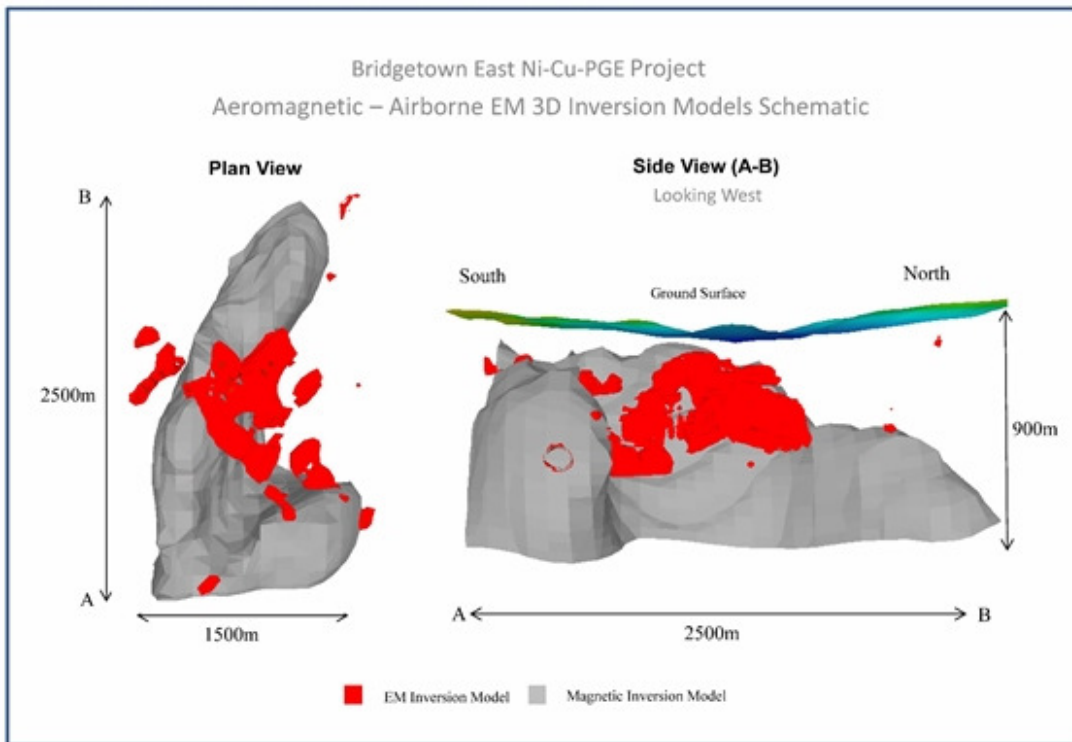 Bridgetown East Ni-Cu-PGE Project
Aeromagnetic – Airborne EM 3D Inversion Models Schematic
Plan View
B
2500m
A
1500m
Side View (A-B)
Looking West
South
North
Ground Surface
900m
A
B
2500m
EM Inversion Model
Magnetic Inversion Model